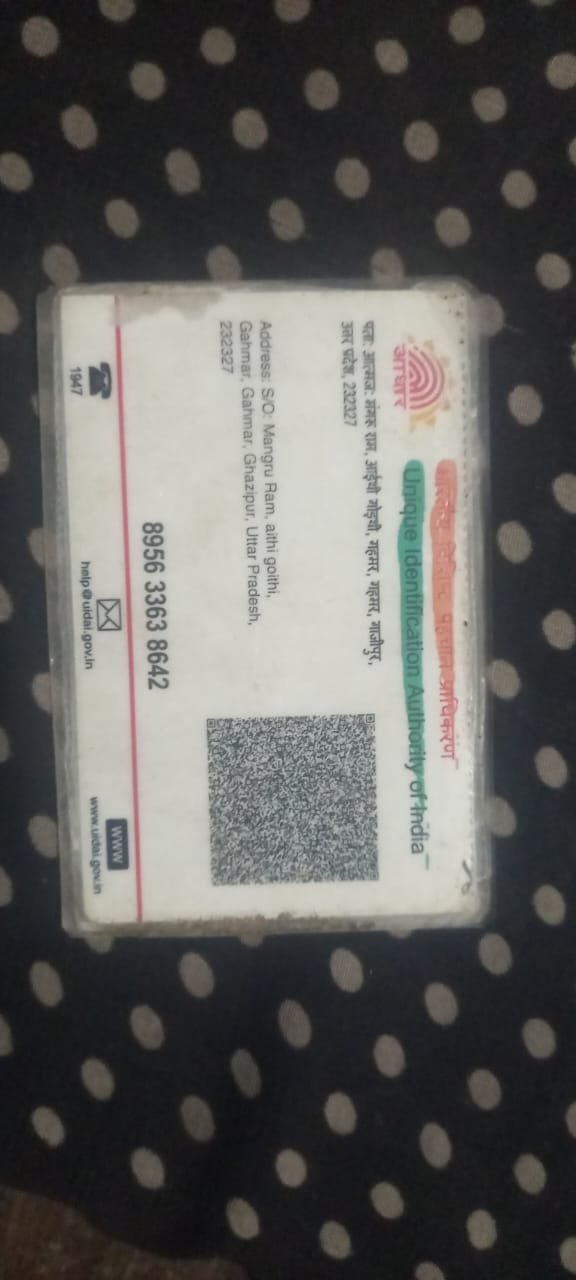 भारतीय विशिष्ट पहचान प्राधिकरण
Unique Identification Authority of India
आधार
पता: आत्मज: मंगरू राम, आईथी गोइथी, गहमर, गहमर, गाजीपुर,
उत्तर प्रदेश, 232327
Address: S/O: Mangru Ram, aithi goithi,
Gahmar, Gahmar, Ghazipur, Uttar Pradesh,
232327
8956 3363 8642
1947
help@uidai.gov.in
www
www.uidai.gov.in